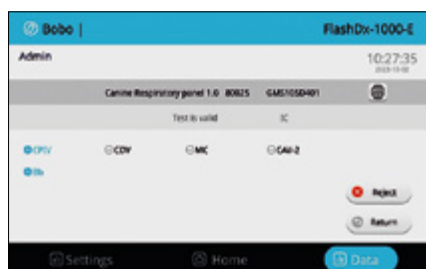 Bobo | FlashDx-1000-E
Admin 10:27:35
Canine Respiratory panel 1.0 80825
Test is valid IC
CPIV CDV MC CAV-2
Bb
Reject
Return
Settings Home Data